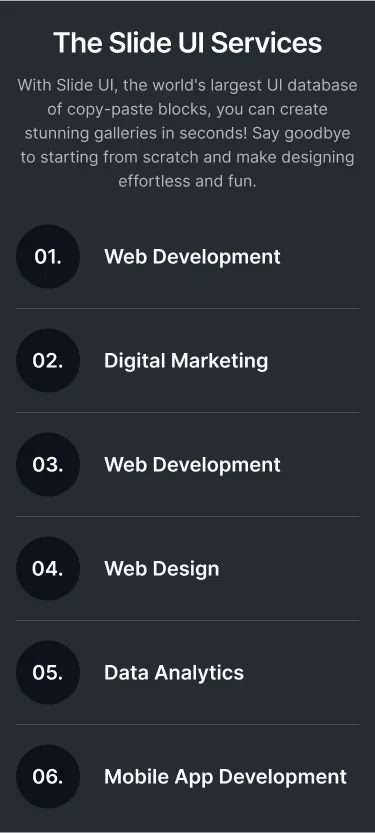 The Slide UI Services
With Slide UI, the world's largest UI database
of copy-paste blocks, you can create
stunning galleries in seconds! Say goodbye
to starting from scratch and make designing
effortless and fun.
01. Web Development
02. Digital Marketing
03. Web Development
04. Web Design
05. Data Analytics
06. Mobile App Development